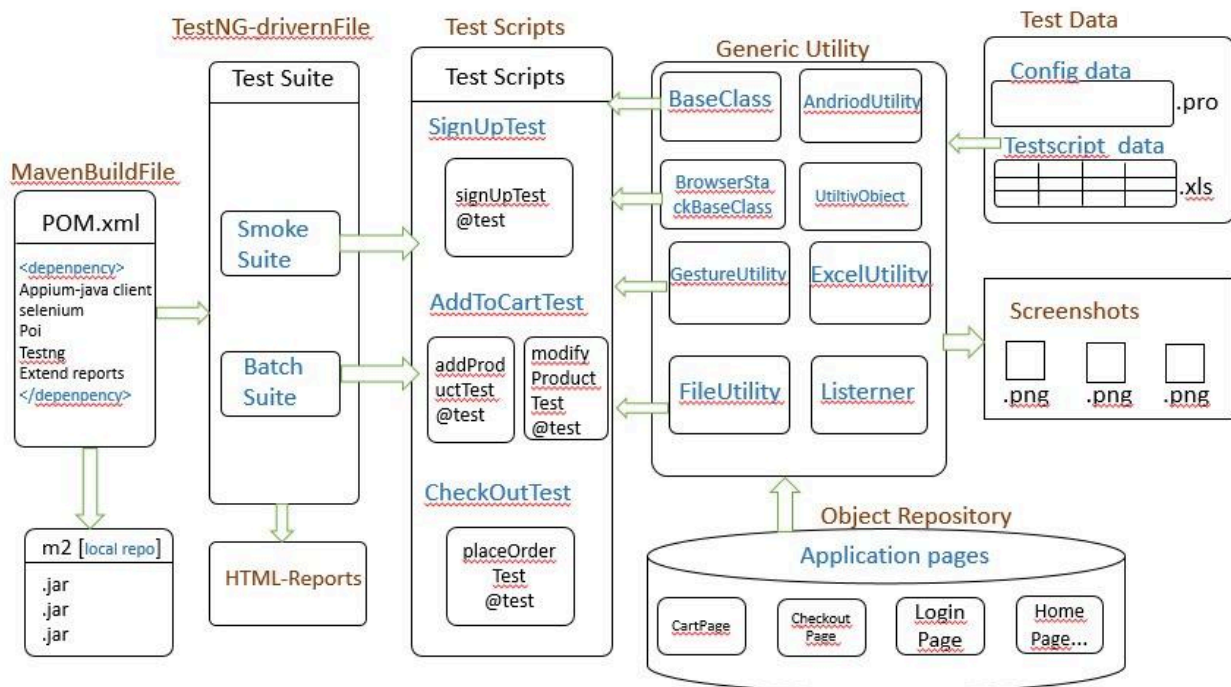 MavenBuildFile
POM.xml
<depenpency>
Appium-java client
selenium
Poi
Testng
Extend reports
</depenpency>
m2 [local repo]
.jar
.jar
.jar
TestNG-drivernFile
Test Suite
Smoke
Suite
Batch
Suite
HTML-Reports
Test Scripts
Test Scripts
SignUpTest
signUpTest
@test
AddToCartTest
addProd
uctTest
@test
modify
Product
Test
@test
CheckOutTest
placeOrder
Test
@test
Generic Utility
BaseClass
AndriodUtility
BrowserSta
ckBaseClass
UtiltiyObject
GestureUtility
ExcelUtility
FileUtility
Listerner
Test Data
Config data
.pro
Testscript data
.xls
Screenshots
.png
.png
.png
Object Repository
Application pages
CartPage
Checkout
Page
Login
Page
Home
Page...